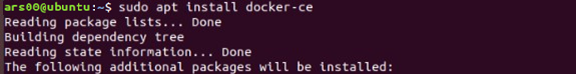 ars00@ubuntu:~$ sudo apt install docker-ce
Reading package lists... Done
Building dependency tree
Reading state information... Done
The following additional packages will be installed: